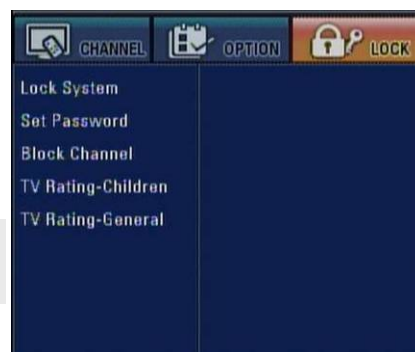 CHANNEL OPTION LOCK
Lock System
Set Password
Block Channel
TV Rating-Children
TV Rating-General